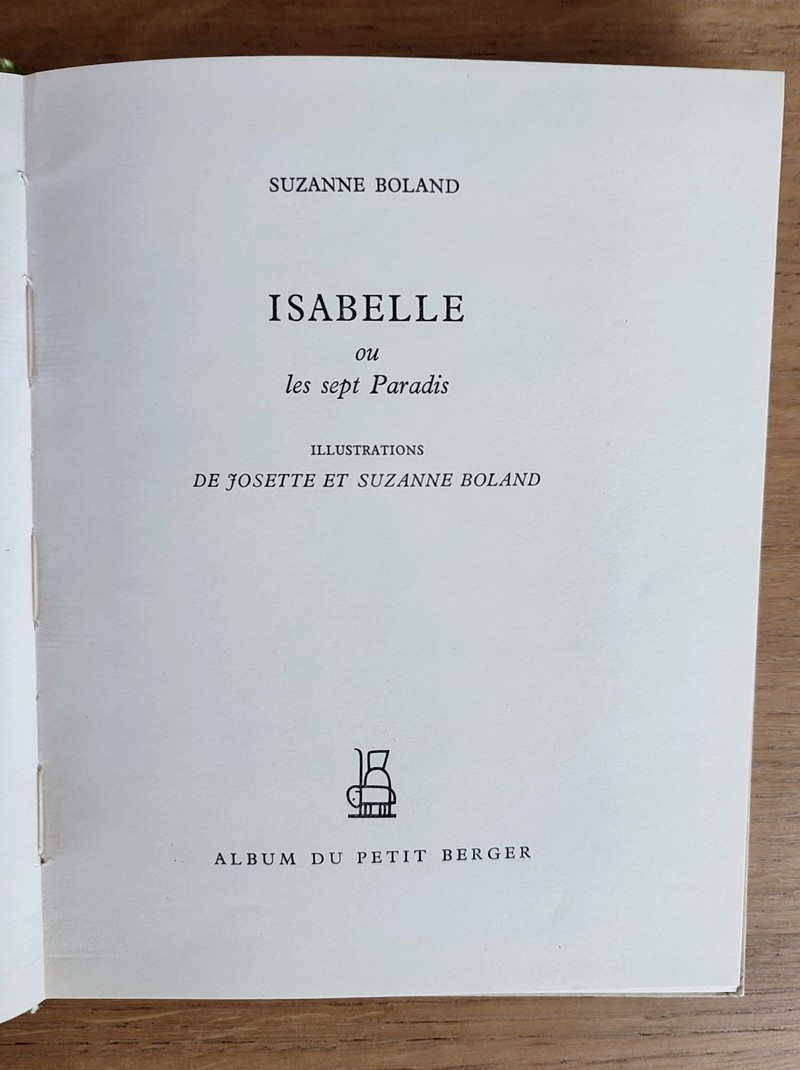 SUZANNE BOLAND
ISABELLE
ou
les sept Paradis
ILLUSTRATIONS
DE JOSETTE ET SUZANNE BOLAND
ALBUM DU PETIT BERGER